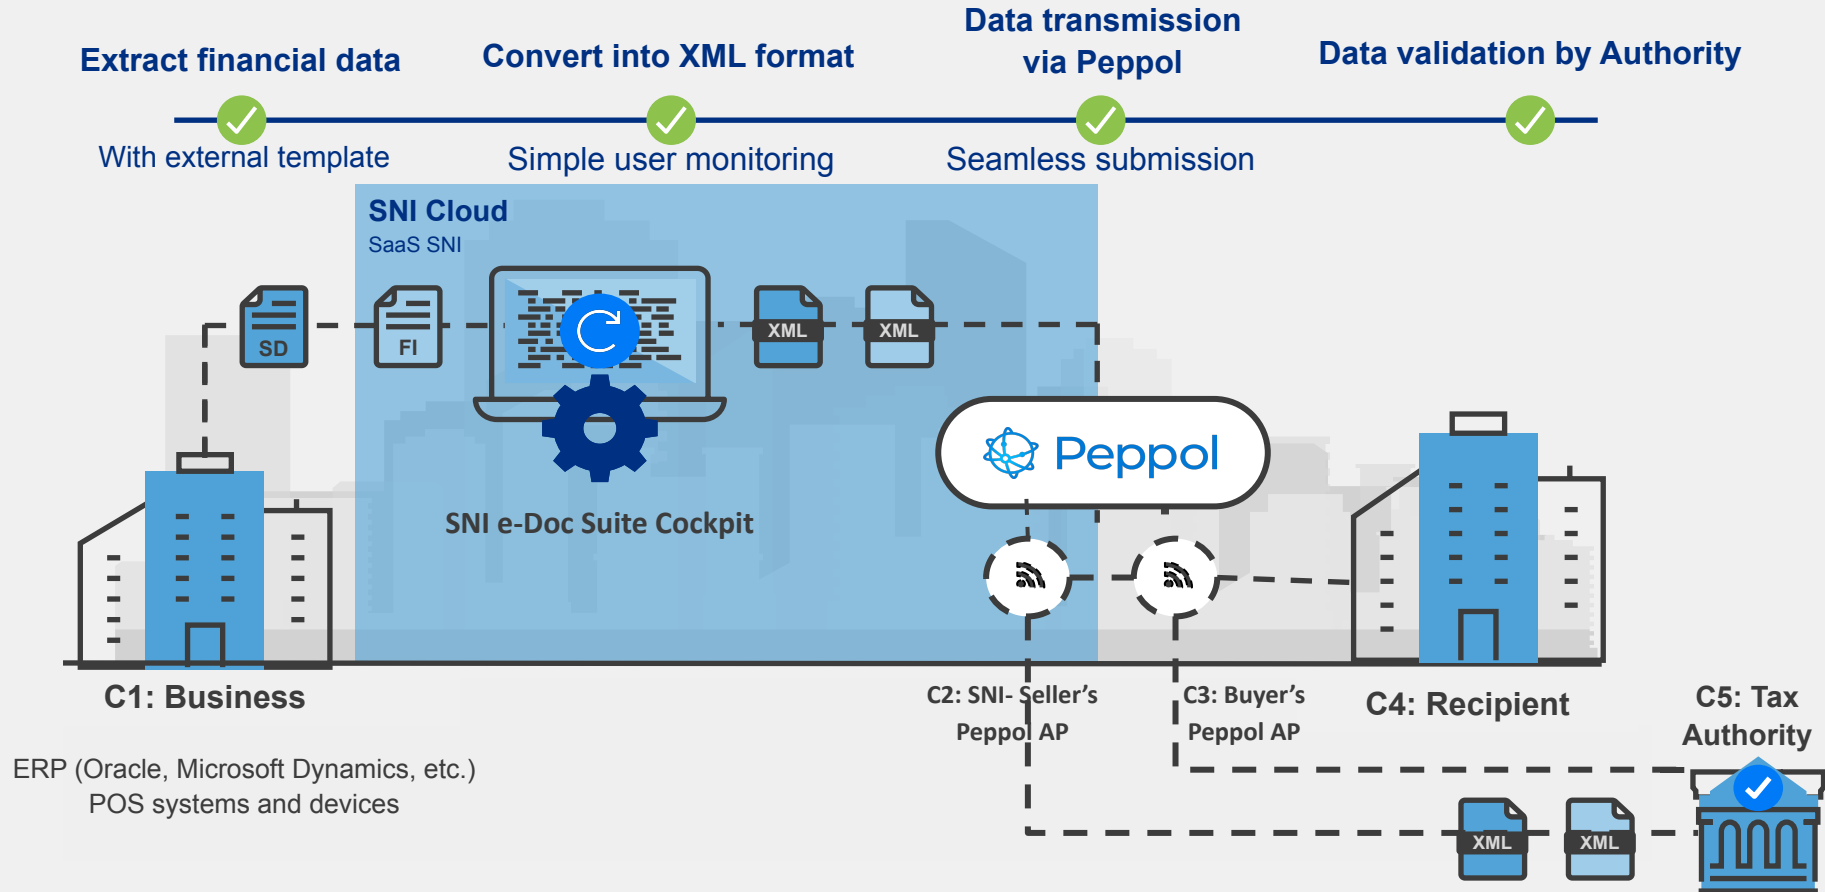 Extract financial data
Convert into XML format
Data transmission
via Peppol
Data validation by Authority
With external template
Simple user monitoring
Seamless submission
SNI Cloud
SaaS SNI
SD
FI
XML
XML
Peppol
SNI e-Doc Suite Cockpit
C1: Business
C2: SNI- Seller's
Peppol AP
C3: Buyer's
Peppol AP
C4: Recipient
C5: Tax
Authority
ERP (Oracle, Microsoft Dynamics, etc.)
POS systems and devices
XML
XML